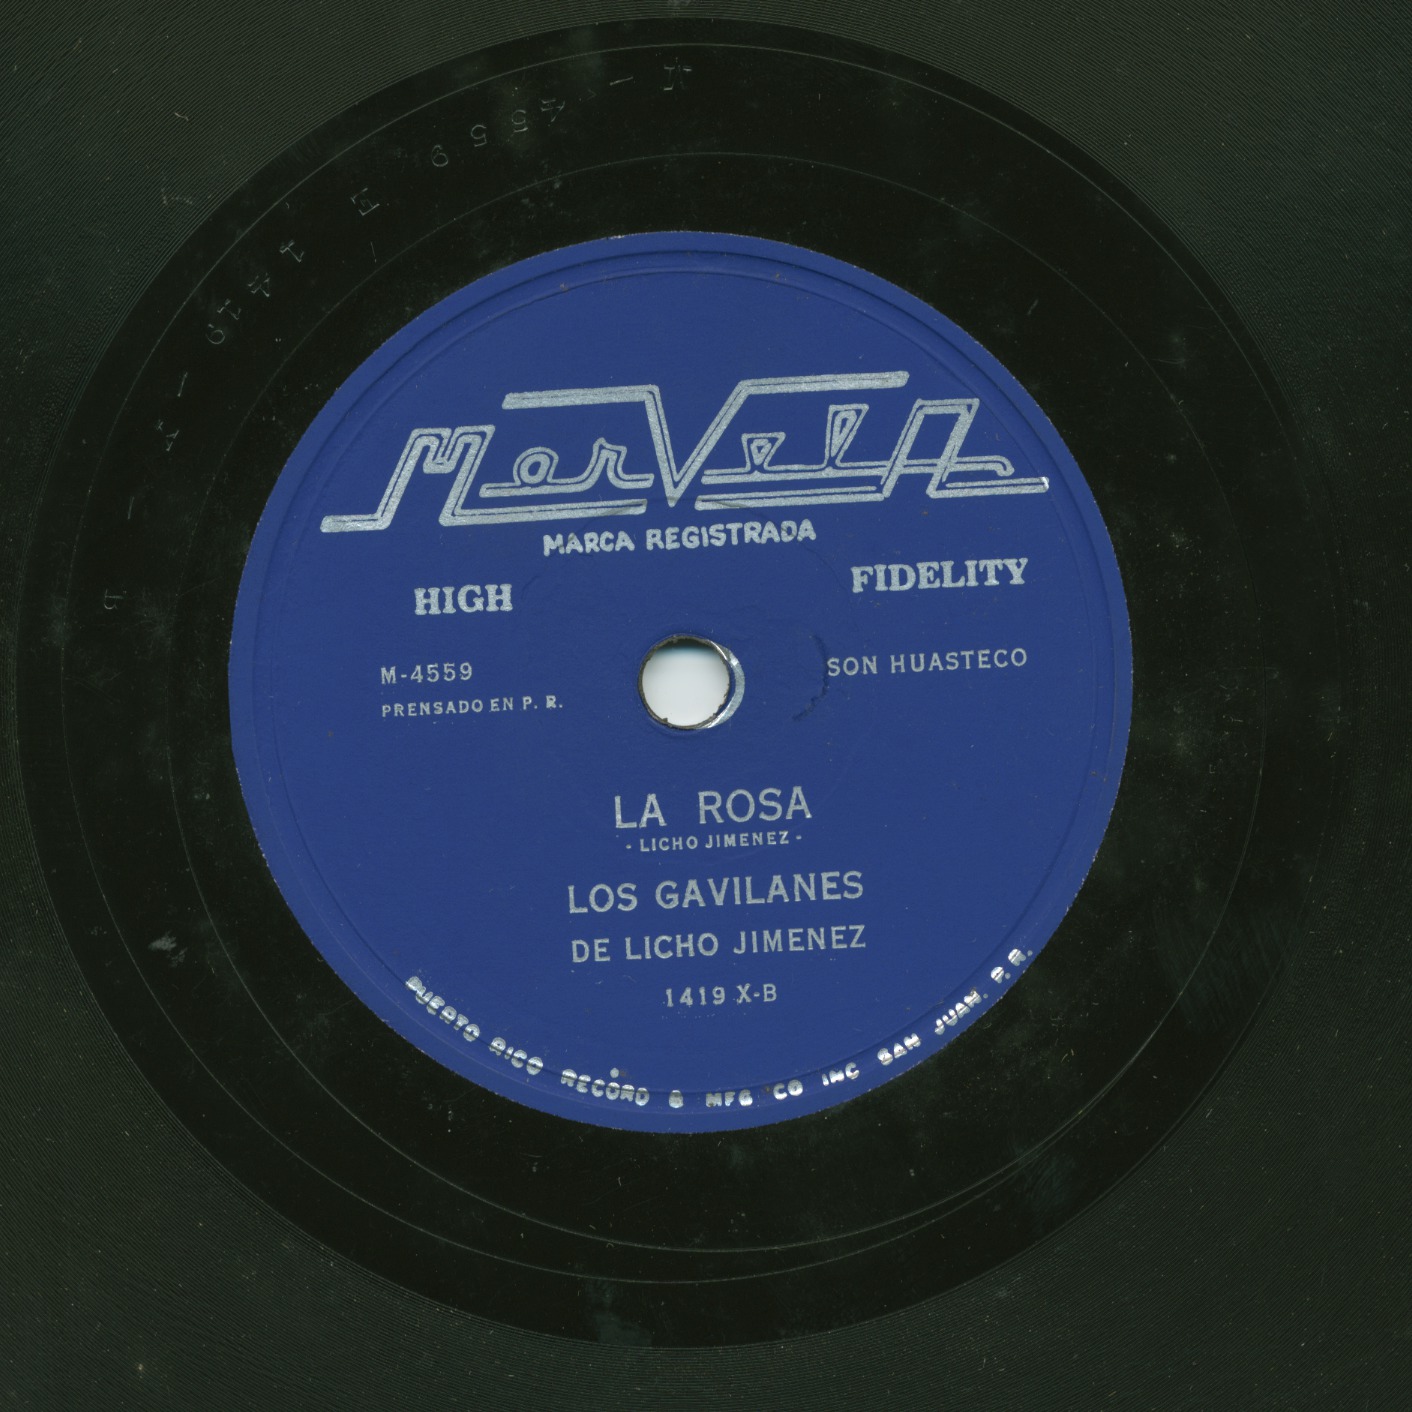 MarVela
MARCA REGISTRADA
HIGH FIDELITY
M-4559 SON HUASTECO
PRENSADO EN P. R.
LA ROSA
- LICHO JIMENEZ -
LOS GAVILANES
DE LICHO JIMENEZ
1419 X-B
PUERTO RICO RECORD & MFG CO INC SAN JUAN. P. R.